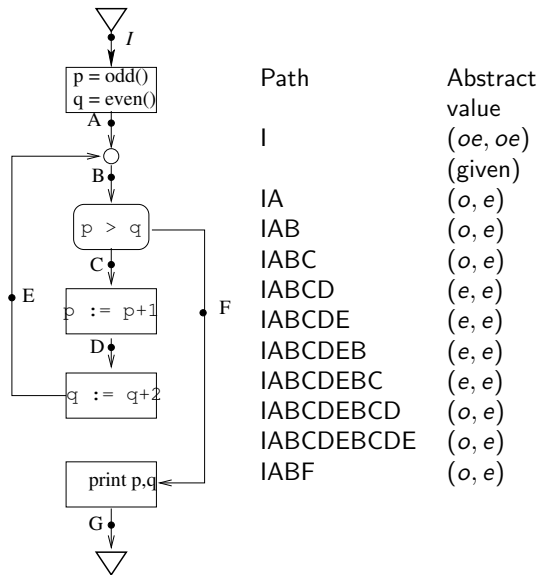 I
p = odd()
q = even()
A
B
p > q
C
E
F
p := p+1
D
q := q+2
print p,q
G
Path Abstract
value
I (oe, oe)
(given)
IA (o, e)
IAB (o, e)
IABC (o, e)
IABCD (e, e)
IABCDE (e, e)
IABCDEB (e, e)
IABCDEBC (e, e)
IABCDEBCD (o, e)
IABCDEBCDE (o, e)
IABF (o, e)